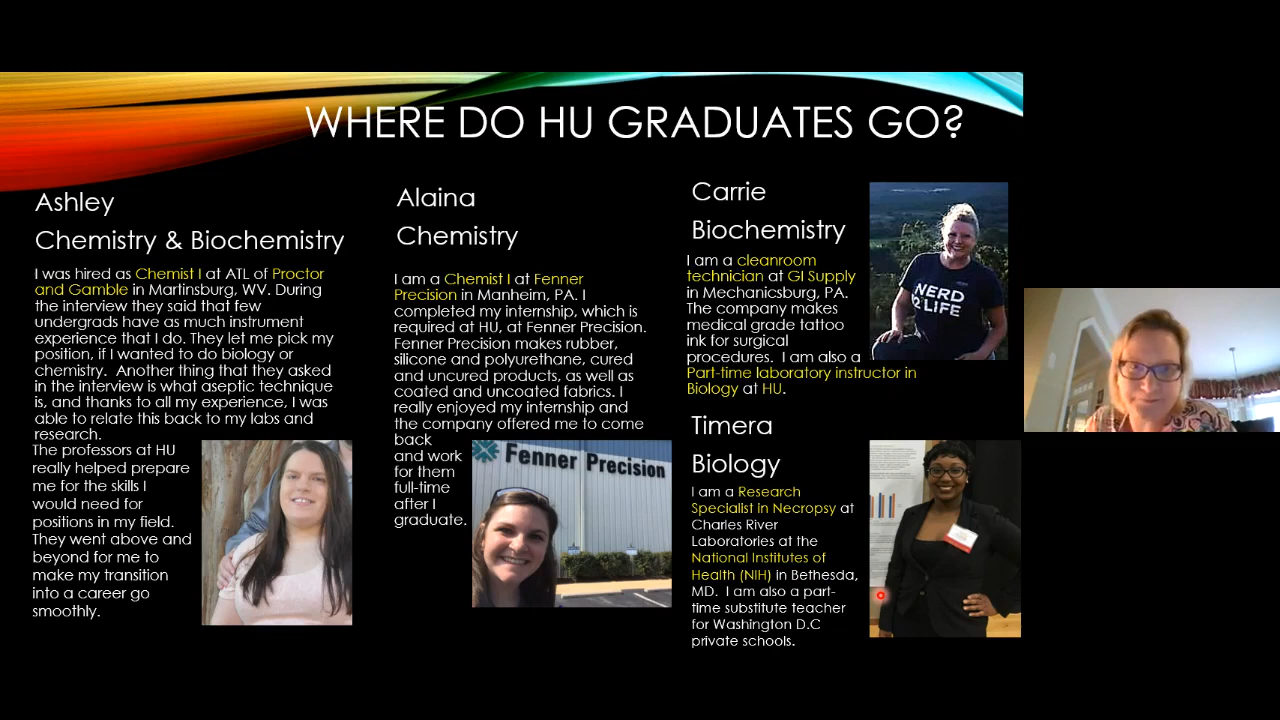 WHERE DO HU GRADUATES GO?
Ashley
Chemistry & Biochemistry
I was hired as Chemist I at ATL of Proctor
and Gamble in Martinsburg, WV. During
the interview they said that few
undergrads have as much instrument
experience that I do. They let me pick my
position, if I wanted to do biology or
chemistry. Another thing that they asked
in the interview is what aseptic technique
is, and thanks to all my experience, I was
able to relate this back to my labs and
research.
The professors at HU
really helped prepare
me for the skills I
would need for
positions in my field.
They went above and
beyond for me to
make my transition
into a career go
smoothly.
Alaina
Chemistry
I am a Chemist I at Fenner
Precision in Manheim, PA. I
completed my internship, which is
required at HU, at Fenner Precision.
Fenner Precision makes rubber,
silicone and polyurethane, cured
and uncured products, as well as
coated and uncoated fabrics. I
really enjoyed my internship and
the company offered me to come
back
and work
for them
full-time
after I
graduate.
Fenner Precision
Carrie
Biochemistry
I am a cleanroom
technician at GI Supply
in Mechanicsburg, PA.
The company makes
medical grade tattoo
ink for surgical
procedures. I am also a
Part-time laboratory instructor in
Biology at HU.
NERD
2 LIFE
Timera
Biology
I am a Research
Specialist in Necropsy at
Charles River
Laboratories at the
National Institutes of
Health (NIH) in Bethesda,
MD. I am also a part-
time substitute teacher
for Washington D.C
private schools.